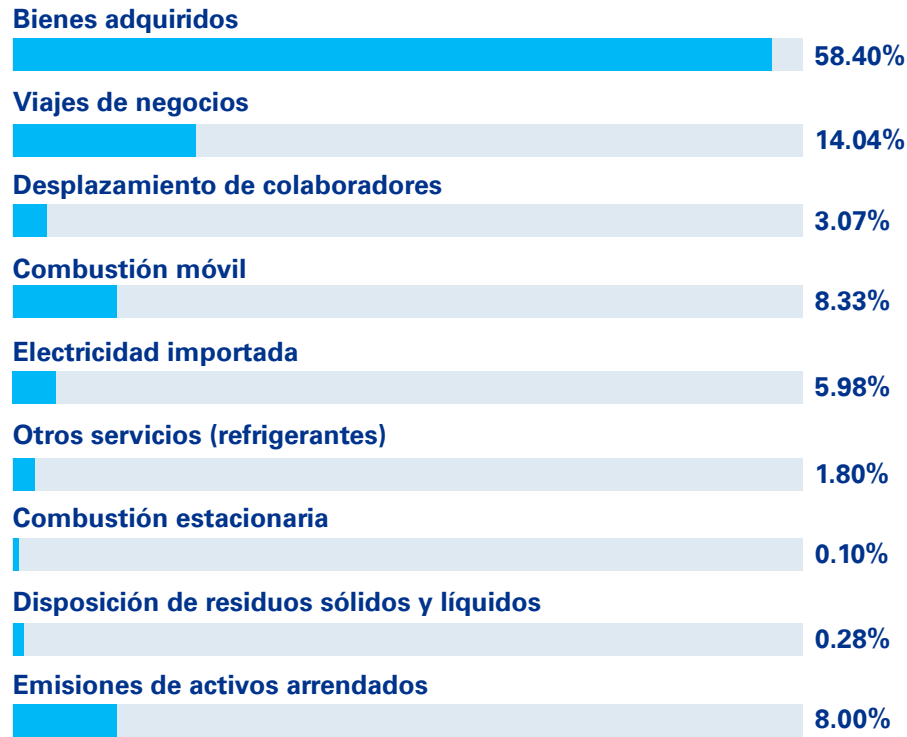 Bienes adquiridos
58.40%
Viajes de negocios
14.04%
Desplazamiento de colaboradores
3.07%
Combustión móvil
8.33%
Electricidad importada
5.98%
Otros servicios (refrigerantes)
1.80%
Combustión estacionaria
0.10%
Disposición de residuos sólidos y líquidos
0.28%
Emisiones de activos arrendados
8.00%